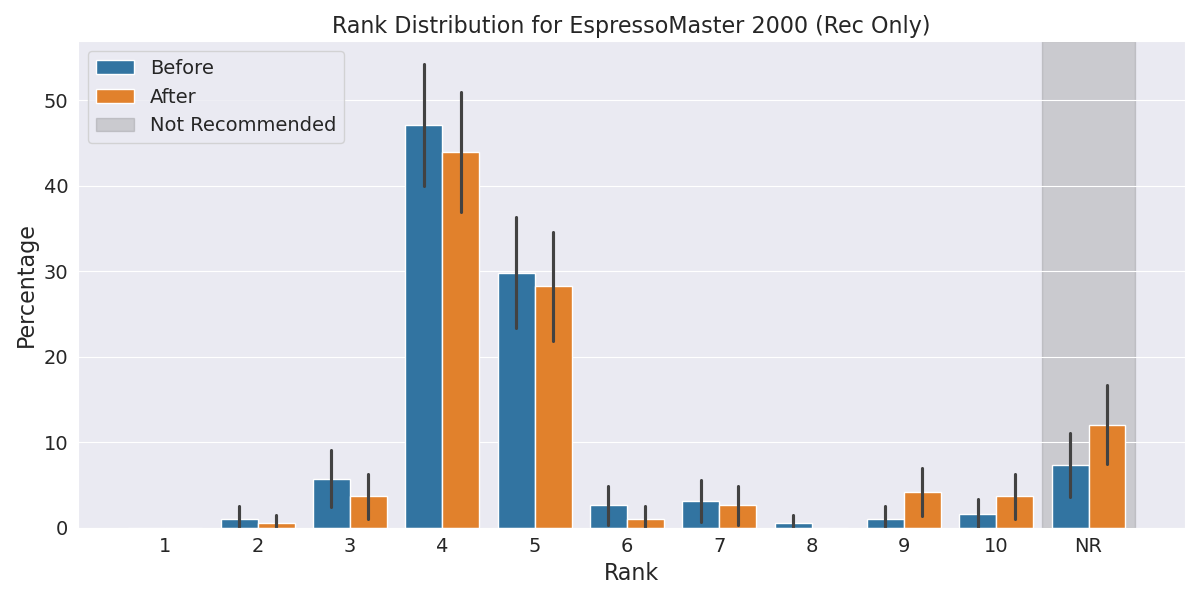 Rank Distribution for EspressoMaster 2000 (Rec Only)
Before
After
Not Recommended
Percentage
50
40
30
20
10
0
1 2 3 4 5 6 7 8 9 10 NR
Rank